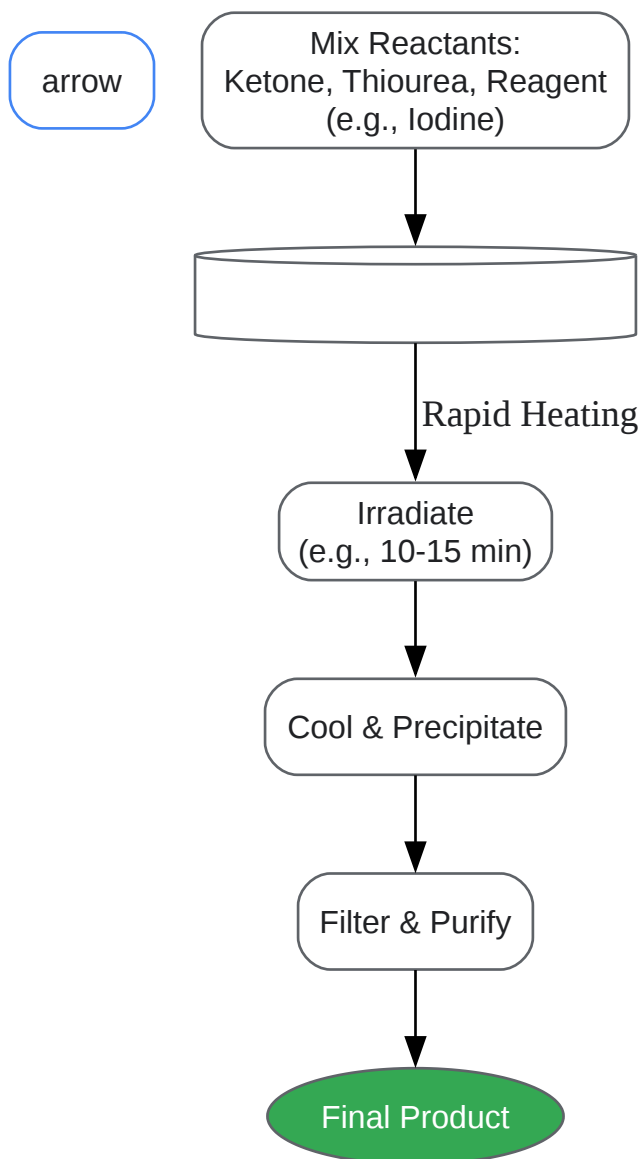 arrow
Mix Reactants:
Ketone, Thiourea, Reagent
(e.g., Iodine)
Rapid Heating
Irradiate
(e.g., 10-15 min)
Cool & Precipitate
Filter & Purify
Final Product